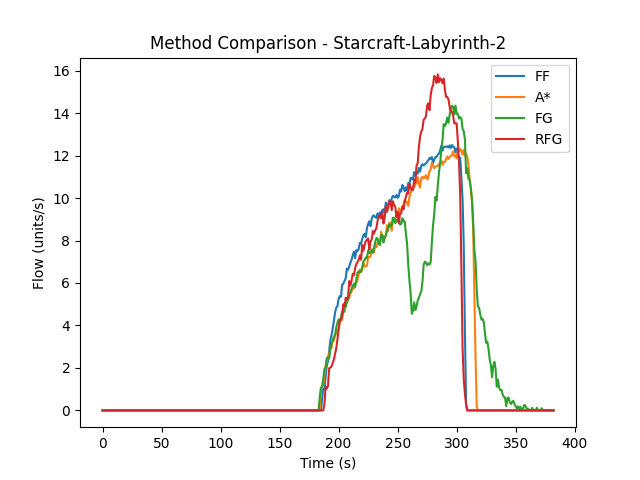 Method Comparison - Starcraft-Labyrinth-2
FF
A*
FG
RFG
Flow (units/s)
16
14
12
10
8
6
4
2
0
0 50 100 150 200 250 300 350 400
Time (s)